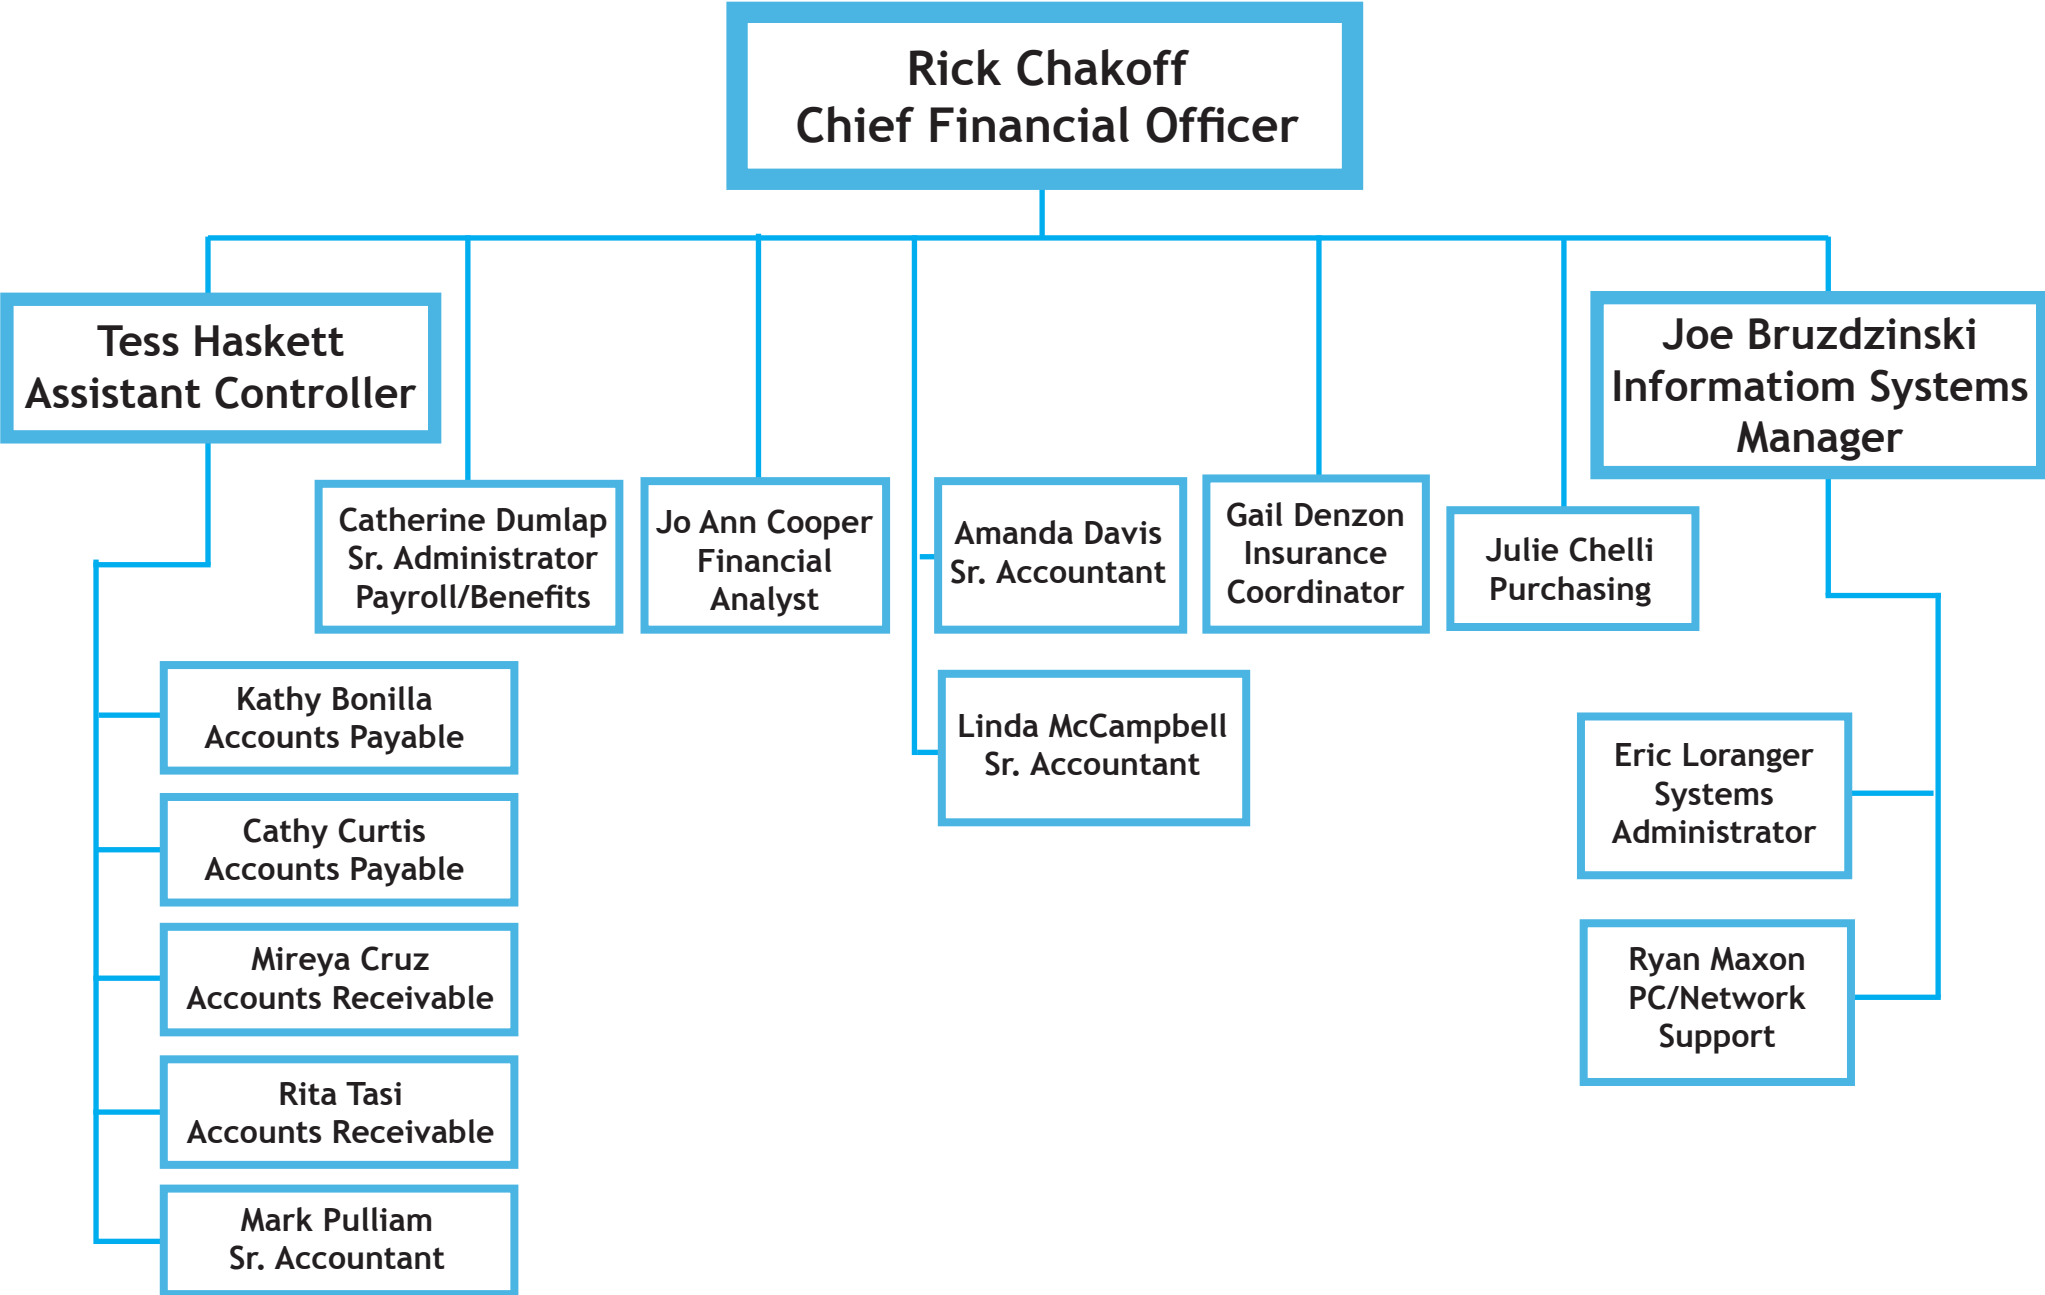 Rick Chakoff
Chief Financial Officer
Tess Haskett
Assistant Controller
Joe Bruzdzinski
Informatiom Systems
Manager
Catherine Dumlap
Sr. Administrator
Payroll/Benefits
Jo Ann Cooper
Financial
Analyst
Amanda Davis
Sr. Accountant
Gail Denzon
Insurance
Coordinator
Julie Chelli
Purchasing
Kathy Bonilla
Accounts Payable
Linda McCampbell
Sr. Accountant
Eric Loranger
Systems
Administrator
Cathy Curtis
Accounts Payable
Mireya Cruz
Accounts Receivable
Ryan Maxon
PC/Network
Support
Rita Tasi
Accounts Receivable
Mark Pulliam
Sr. Accountant